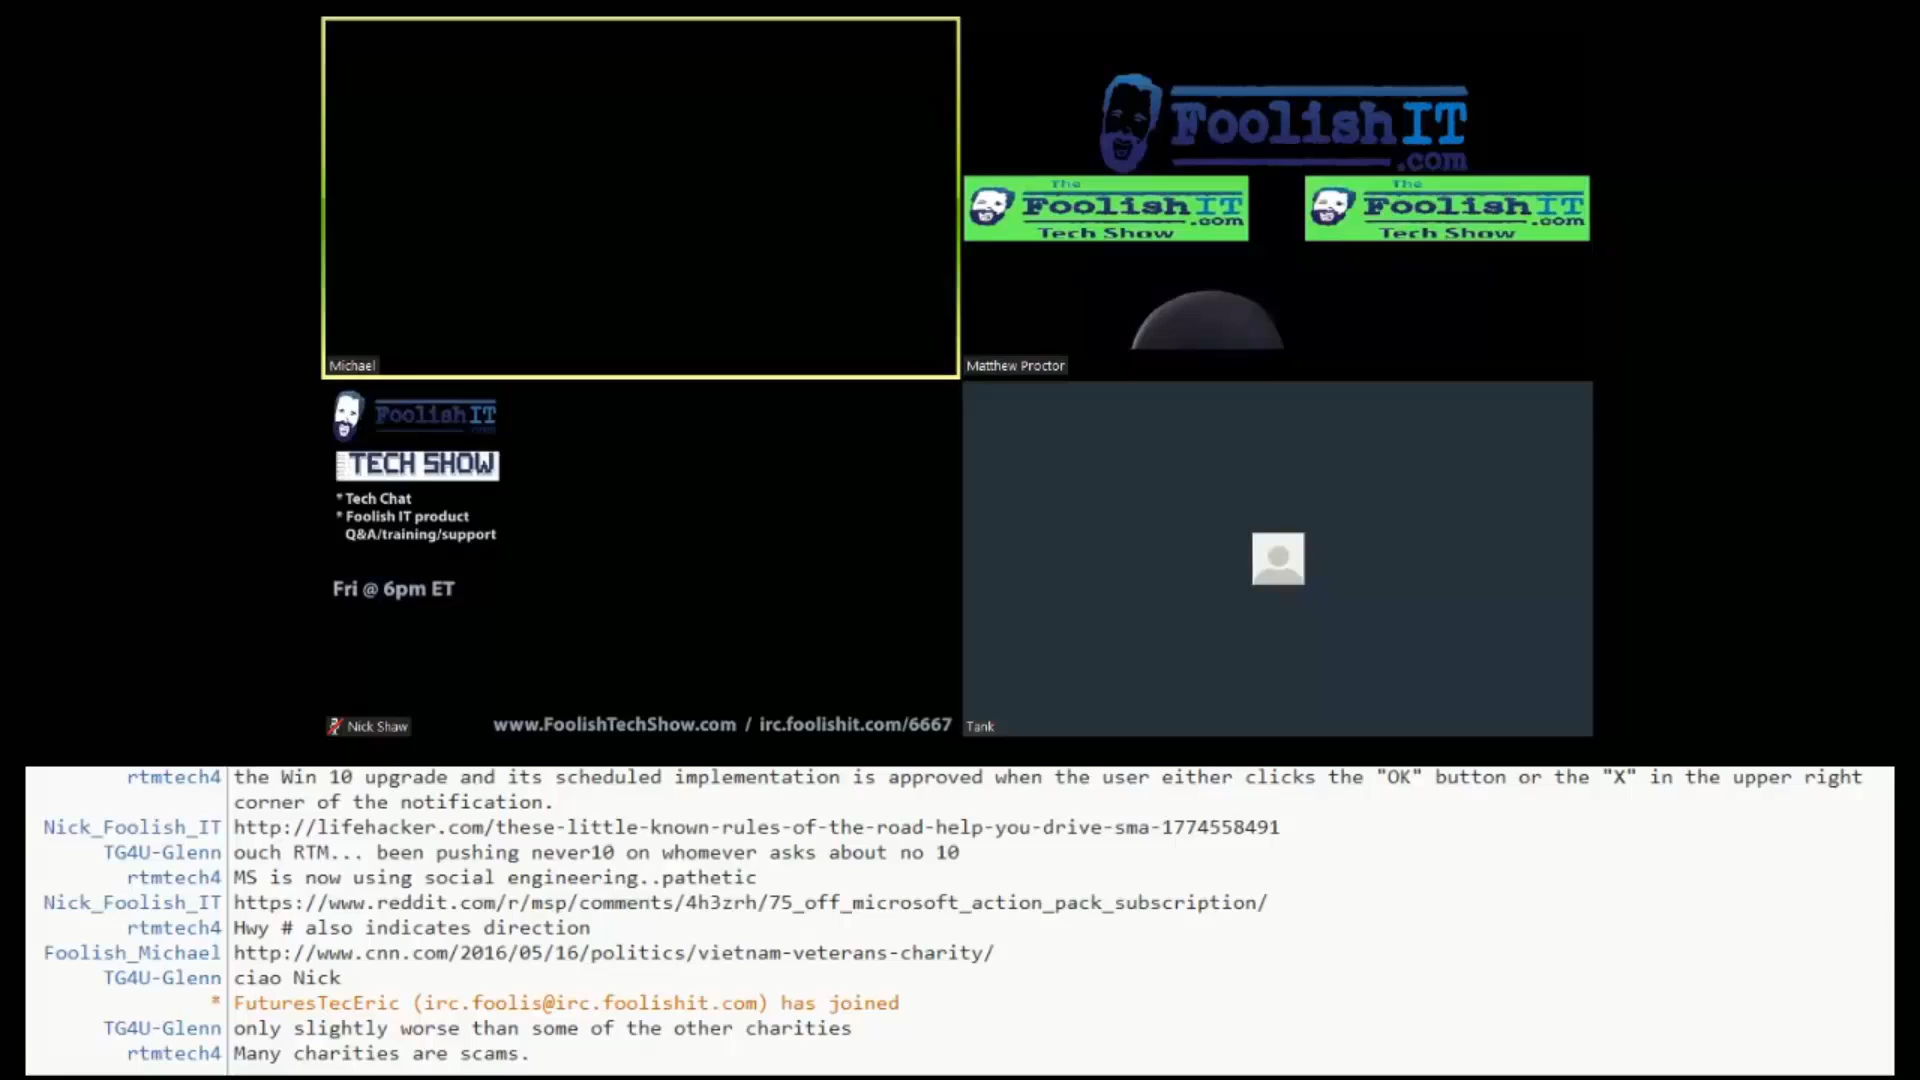 FoolishIT
.com
The
FoolishIT
.com
Tech Show
The
FoolishIT
.com
Tech Show
Michael
Matthew Proctor
FoolishIT
.com
TECH SHOW
* Tech Chat
* Foolish IT product
Q&A/training/support
Fri @ 6pm ET
Nick Shaw
www.FoolishTechShow.com / irc.foolishit.com/6667
Tank
rtmtech4 the Win 10 upgrade and its scheduled implementation is approved when the user either clicks the "OK" button or the "X" in the upper right
corner of the notification.
Nick_Foolish_IT http://lifehacker.com/these-little-known-rules-of-the-road-help-you-drive-sma-1774558491
TG4U-Glenn ouch RTM... been pushing never10 on whomever asks about no 10
rtmtech4 MS is now using social engineering..pathetic
Nick_Foolish_IT https://www.reddit.com/r/msp/comments/4h3zrh/75_off_microsoft_action_pack_subscription/
rtmtech4 Hwy # also indicates direction
Foolish_Michael http://www.cnn.com/2016/05/16/politics/vietnam-veterans-charity/
TG4U-Glenn ciao Nick
* FuturesTecEric (irc.foolis@irc.foolishit.com) has joined
TG4U-Glenn only slightly worse than some of the other charities
rtmtech4 Many charities are scams.